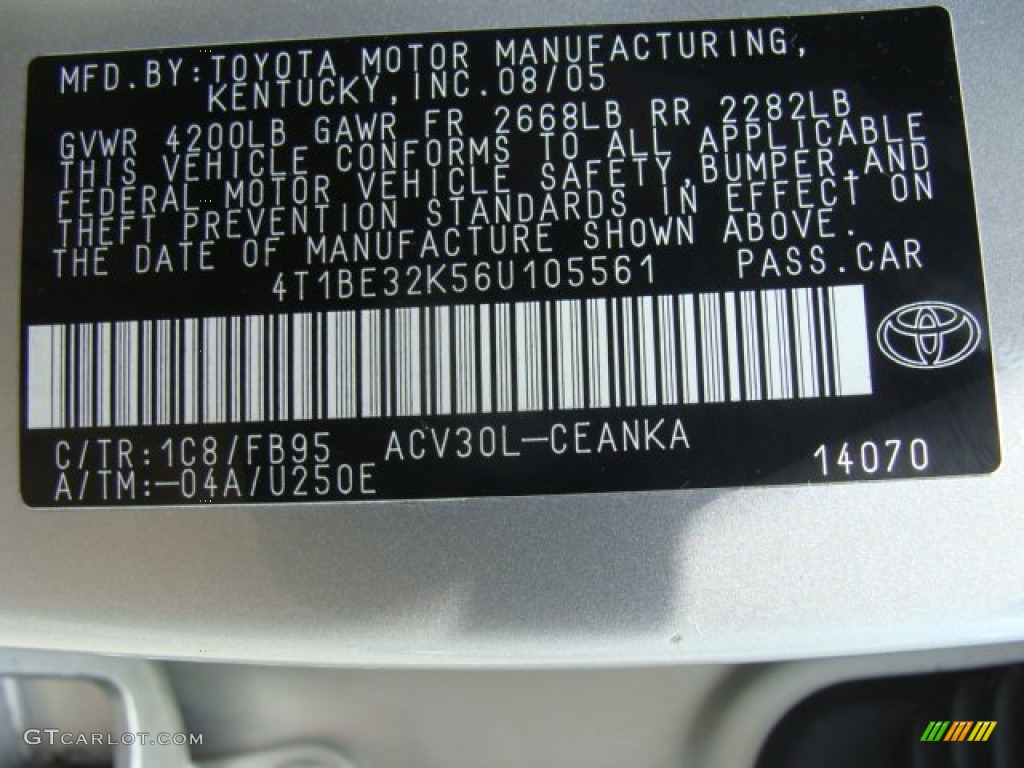 MFD.BY:TOYOTA MOTOR MANUFACTURING,
KENTUCKY,INC.08/05
GVWR 4200LB GAWR FR 2668LB RR 2282LB
THIS VEHICLE CONFORMS TO ALL APPLICABLE
FEDERAL MOTOR VEHICLE SAFETY,BUMPER,AND
THEFT PREVENTION STANDARDS IN EFFECT ON
THE DATE OF MANUFACTURE SHOWN ABOVE.
4T1BE32K56U105561 PASS.CAR
C/TR:1C8/FB95 ACV30L-CEANKA
A/TM:-04A/U250E 14070
GTCARLOT.COM